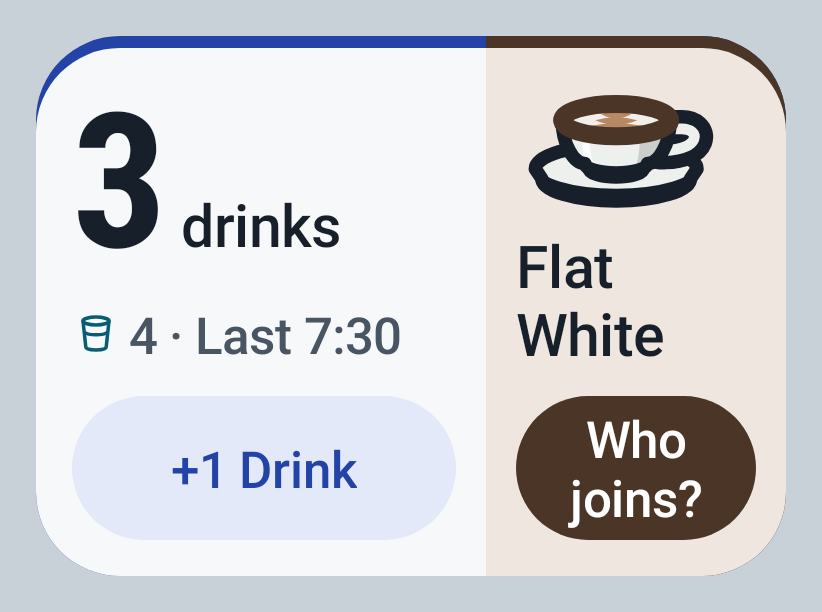 3 drinks
4 · Last 7:30
+1 Drink
Flat
White
Who
joins?